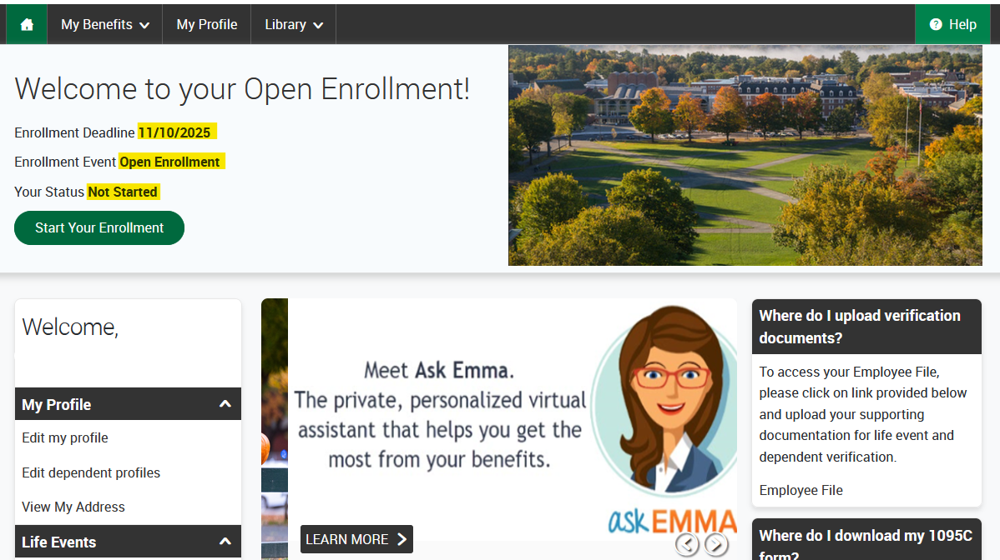 My Benefits
My Profile
Library
? Help
Welcome to your Open Enrollment!
Enrollment Deadline 11/10/2025
Enrollment Event Open Enrollment
Your Status Not Started
Start Your Enrollment
Welcome,
My Profile
Edit my profile
Edit dependent profiles
View My Address
Life Events
Meet Ask Emma.
The private, personalized virtual
assistant that helps you get the
most from your benefits.
ask EMMA
LEARN MORE
Where do I upload verification
documents?
To access your Employee File,
please click on link provided below
and upload your supporting
documentation for life event and
dependent verification.
Employee File
Where do I download my 1095C
form?